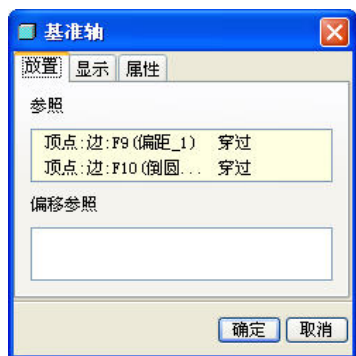 基准轴
放置 显示 属性
参照
顶点:边:F9(偏距_1) 穿过
顶点:边:F10(倒圆... 穿过
偏移参照
确定 取消